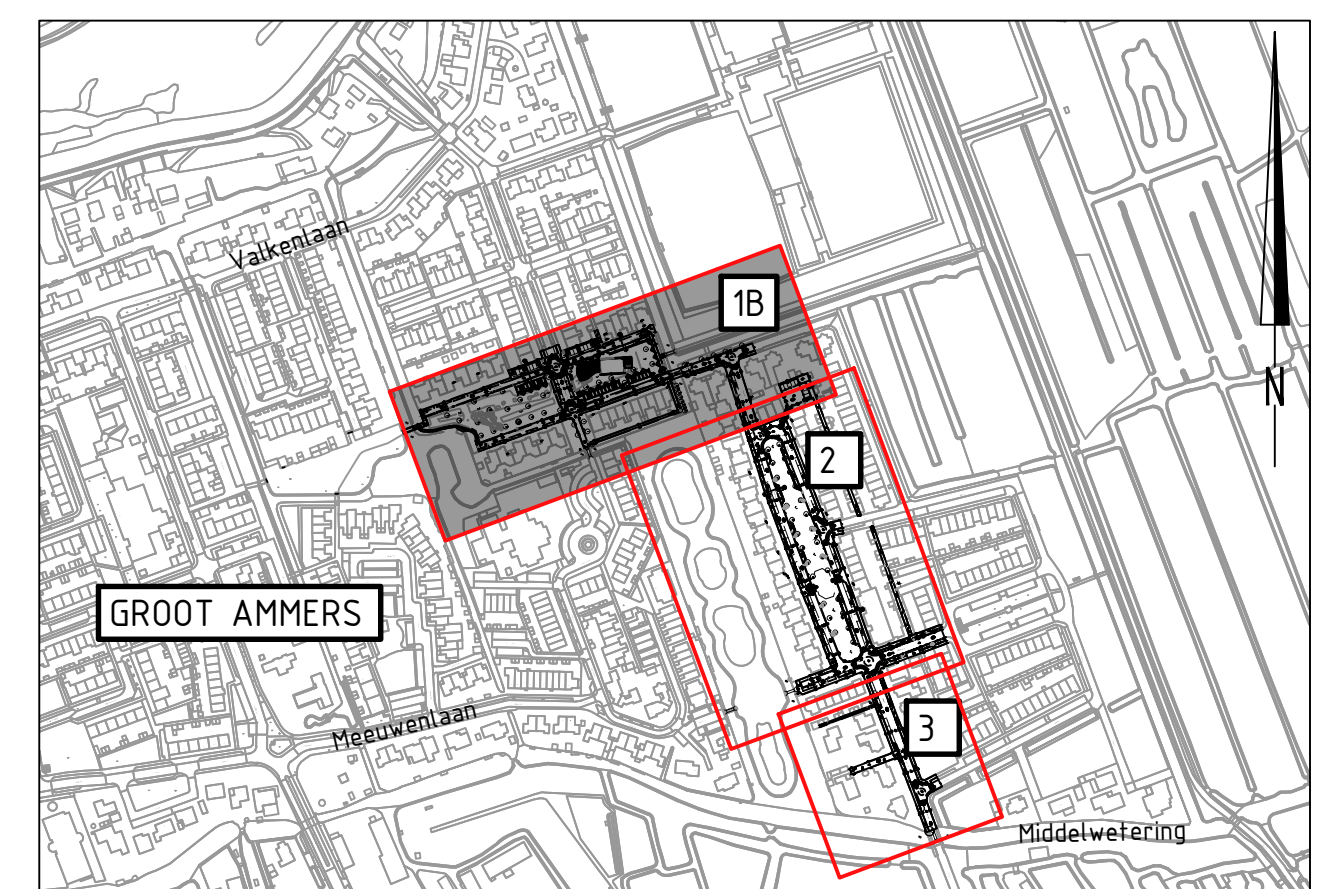 Valkenlaan
1B
N
2
GROOT AMMERS
Meeuwenlaan
3
Middelwetering